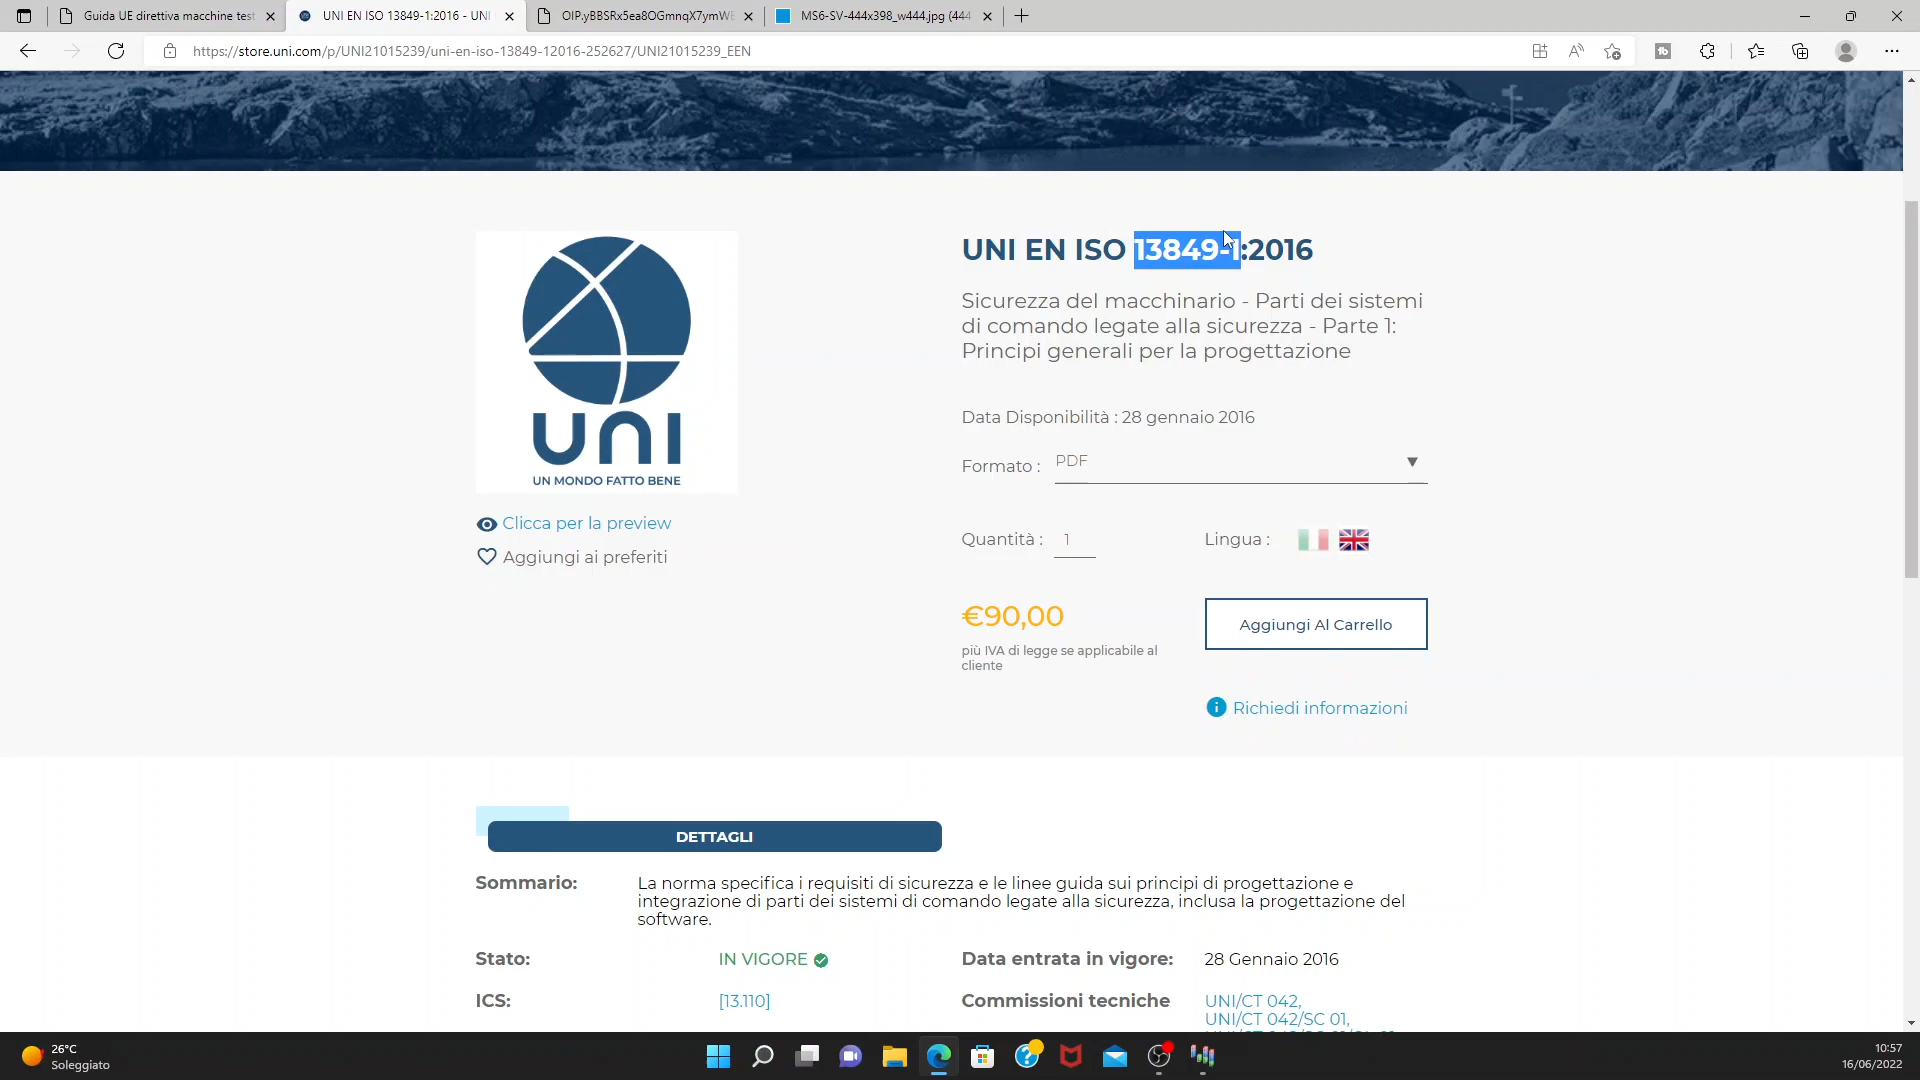 Guida UE direttiva macchine test
UNI EN ISO 13849-1:2016 - UNI
OIP.yBBSRx5ea8OGmnqX7ymWE
MS6-SV-444x398_w444.jpg (444
https://store.uni.com/p/UNI21015239/uni-en-iso-13849-12016-252627/UNI21015239_EEN
UNI EN ISO 13849-1:2016
Sicurezza del macchinario - Parti dei sistemi
di comando legate alla sicurezza - Parte 1:
Principi generali per la progettazione
UNI
UN MONDO FATTO BENE
Data Disponibilità : 28 gennaio 2016
Formato : PDF
Clicca per la preview
Quantità : 1 Lingua :
Aggiungi ai preferiti
€90,00
Aggiungi Al Carrello
più IVA di legge se applicabile al
cliente
Richiedi informazioni
DETTAGLI
Sommario: La norma specifica i requisiti di sicurezza e le linee guida sui principi di progettazione e
integrazione di parti dei sistemi di comando legate alla sicurezza, inclusa la progettazione del
software.
Stato: IN VIGORE Data entrata in vigore: 28 Gennaio 2016
ICS: [13.110] Commissioni tecniche UNI/CT 042,
UNI/CT 042/SC 01,
26°C
Soleggiato
10:57
16/06/2022